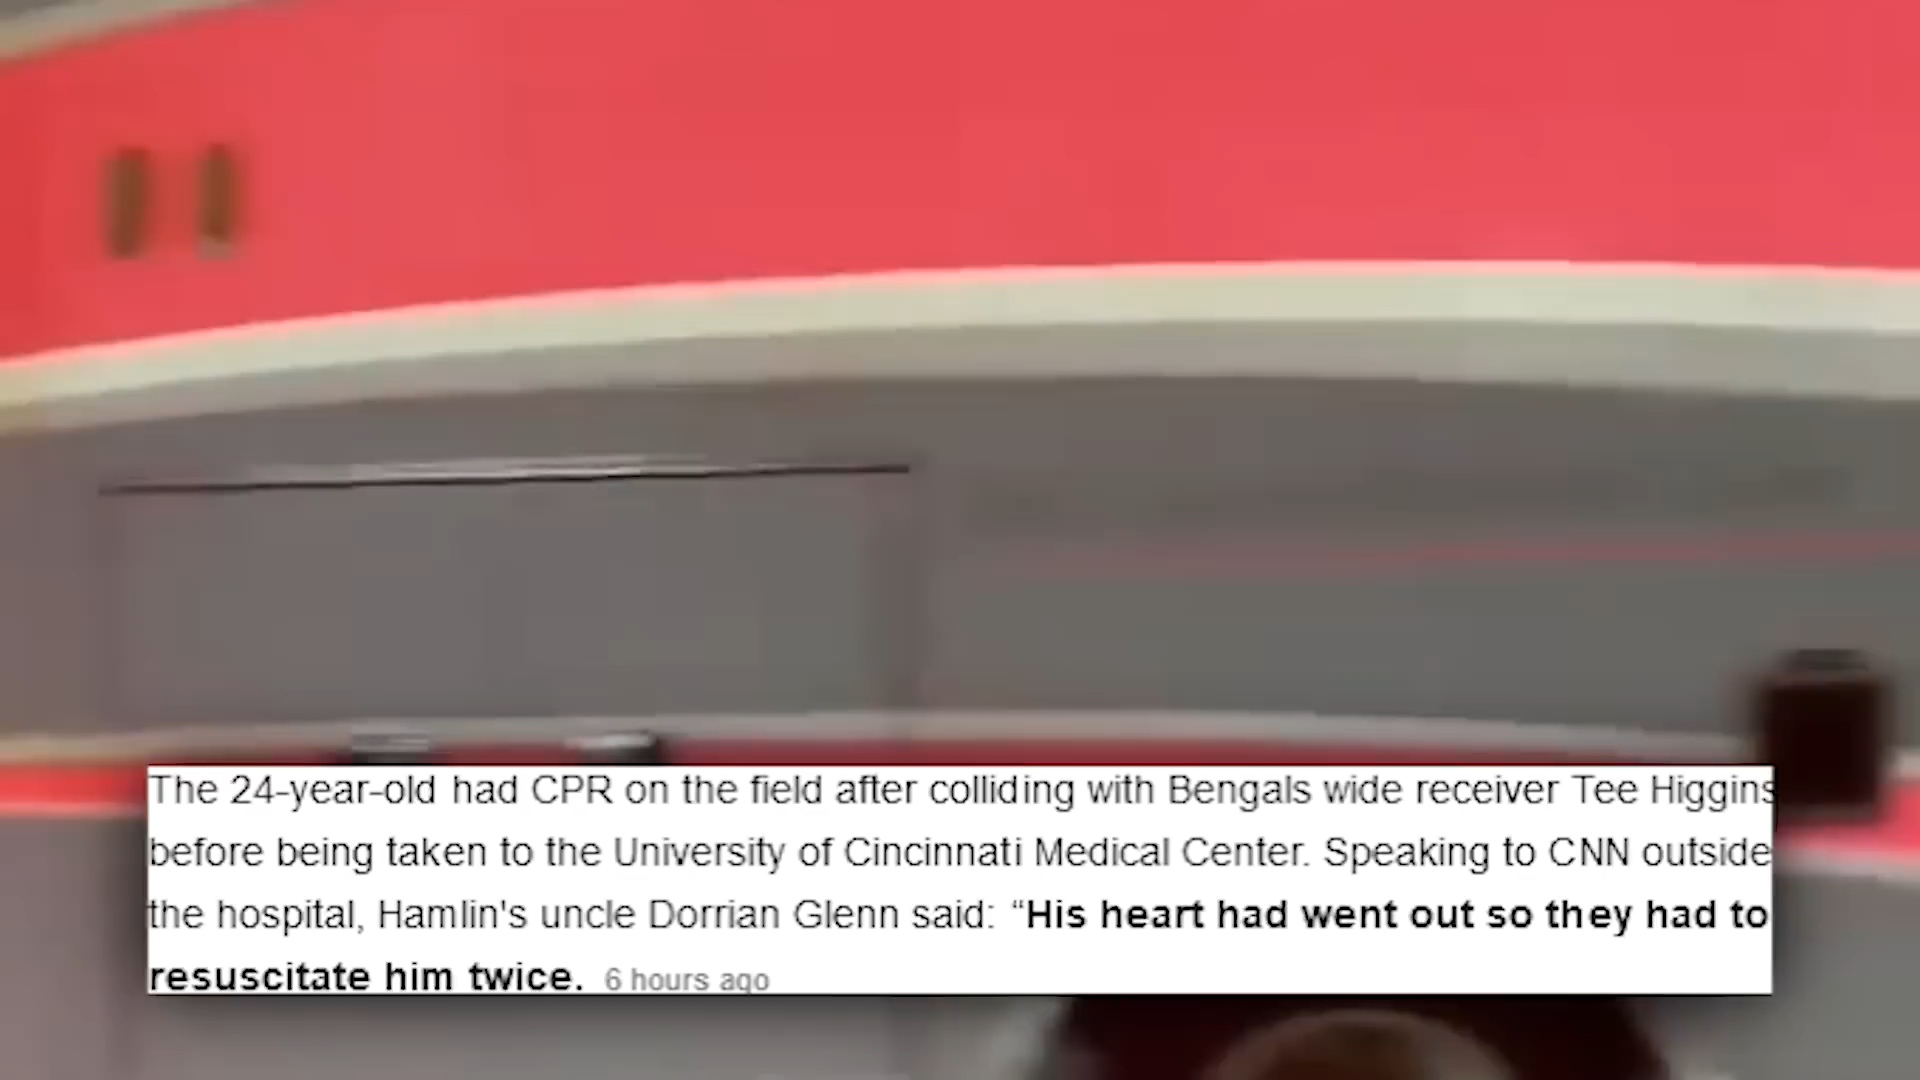 The 24-year-old had CPR on the field after colliding with Bengals wide receiver Tee Higgins
before being taken to the University of Cincinnati Medical Center. Speaking to CNN outside
the hospital, Hamlin's uncle Dorrian Glenn said: “His heart had went out so they had to
resuscitate him twice. 6 hours ago